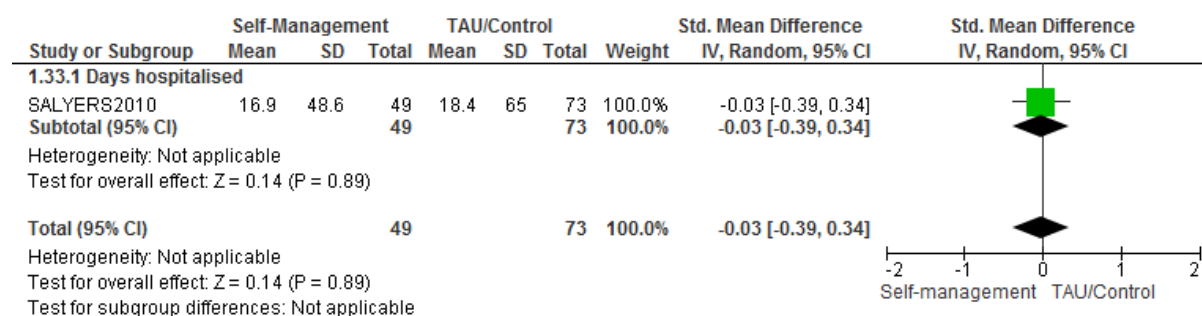 Self-Management TAU/Control Std. Mean Difference Std. Mean Difference
Study or Subgroup Mean SD Total Mean SD Total Weight IV, Random, 95% CI IV, Random, 95% CI
1.33.1 Days hospitalised
SALYERS2010 16.9 48.6 49 18.4 65 73 100.0% -0.03 [-0.39, 0.34]
Subtotal (95% CI) 49 73 100.0% -0.03 [-0.39, 0.34]
Heterogeneity: Not applicable
Test for overall effect: Z = 0.14 (P = 0.89)
Total (95% CI) 49 73 100.0% -0.03 [-0.39, 0.34]
Heterogeneity: Not applicable
Test for overall effect: Z = 0.14 (P = 0.89)
Test for subgroup differences: Not applicable
-2 -1 0 1 2
Self-management TAU/Control